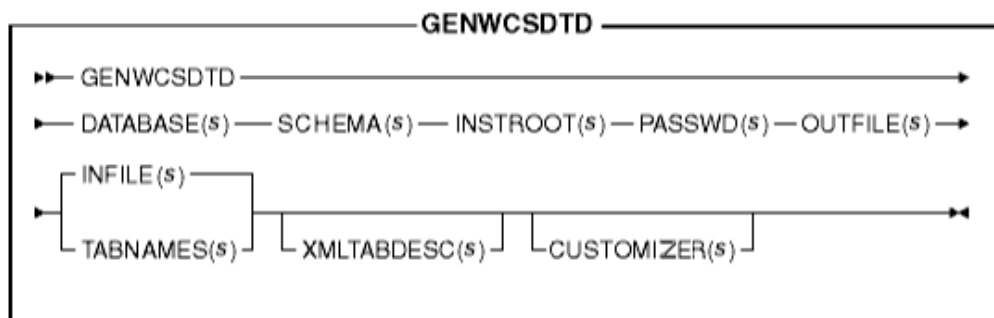 GENWCSDTD
GENWCSDTD
DATABASE(s) SCHEMA(s) INSTROOT(s) PASSWD(s) OUTFILE(s)
INFILE(s)
TABNAMES(s) XMLTABDESC(s) CUSTOMIZER(s)